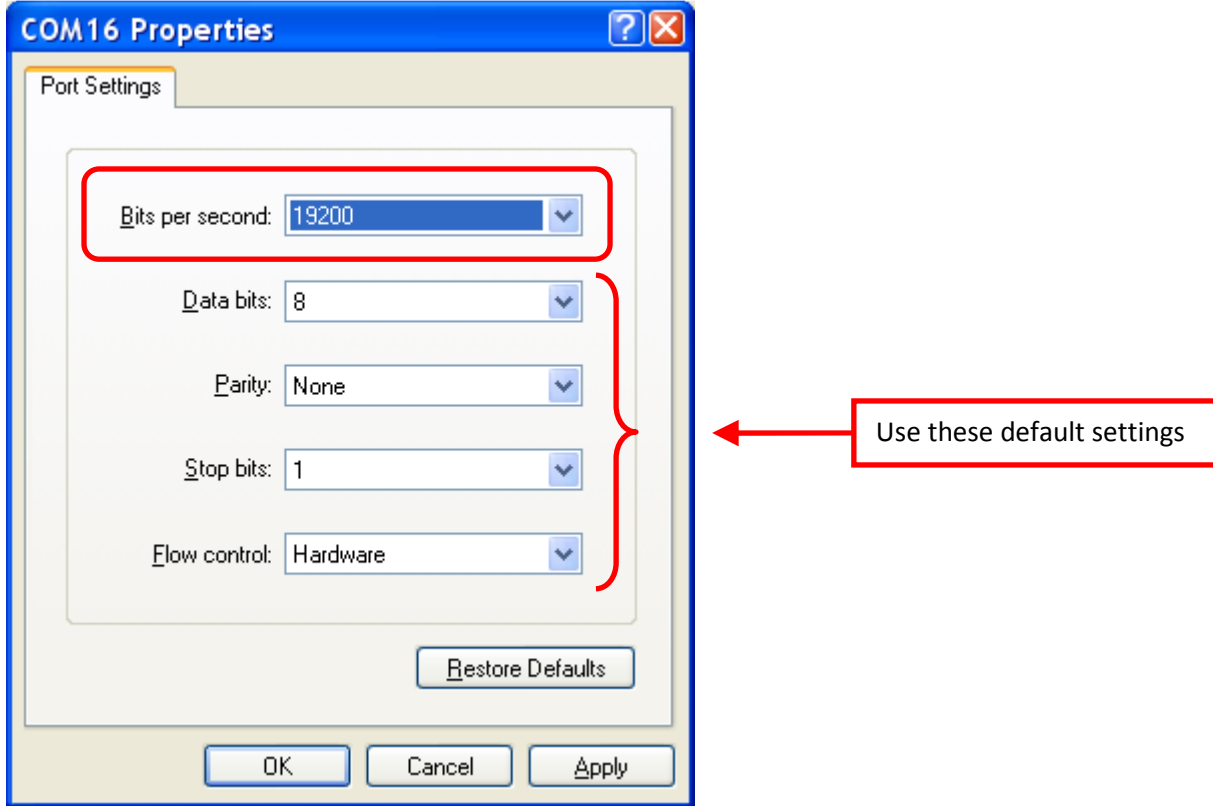 COM16 Properties
Port Settings
Bits per second: 19200
Data bits: 8
Parity: None
Use these default settings
Stop bits: 1
Flow control: Hardware
Restore Defaults
OK Cancel Apply